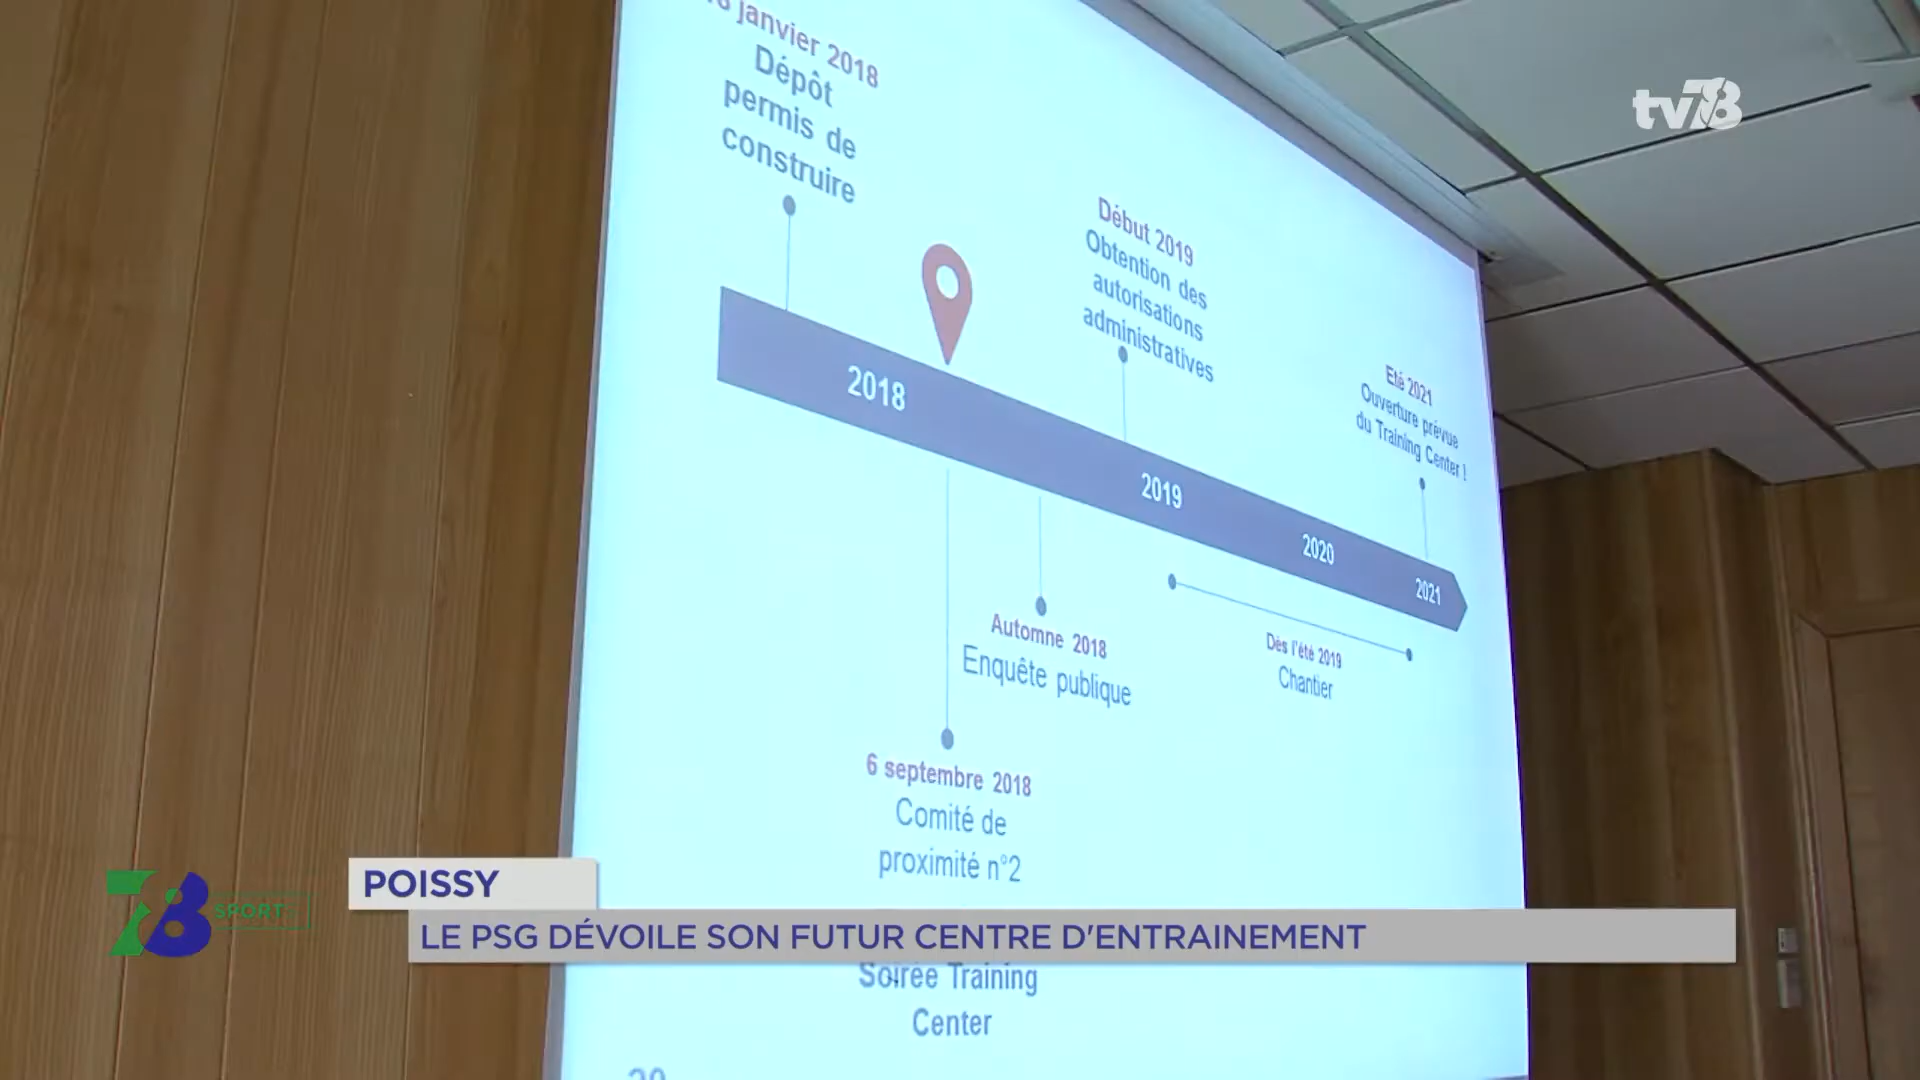 janvier 2018
Dépôt
permis de
construire
tv78
Début 2019
Obtention des
autorisations
administratives
Eté 2021
Ouverture prévue
du Training Center !
2018
2019
2020
2021
Automne 2018
Enquête publique
Dès l'été 2019
Chantier
6 septembre 2018
Comité de
proximité n°2
78 SPORTS
POISSY
LE PSG DÉVOILE SON FUTUR CENTRE D'ENTRAINEMENT
Soirée Training
Center